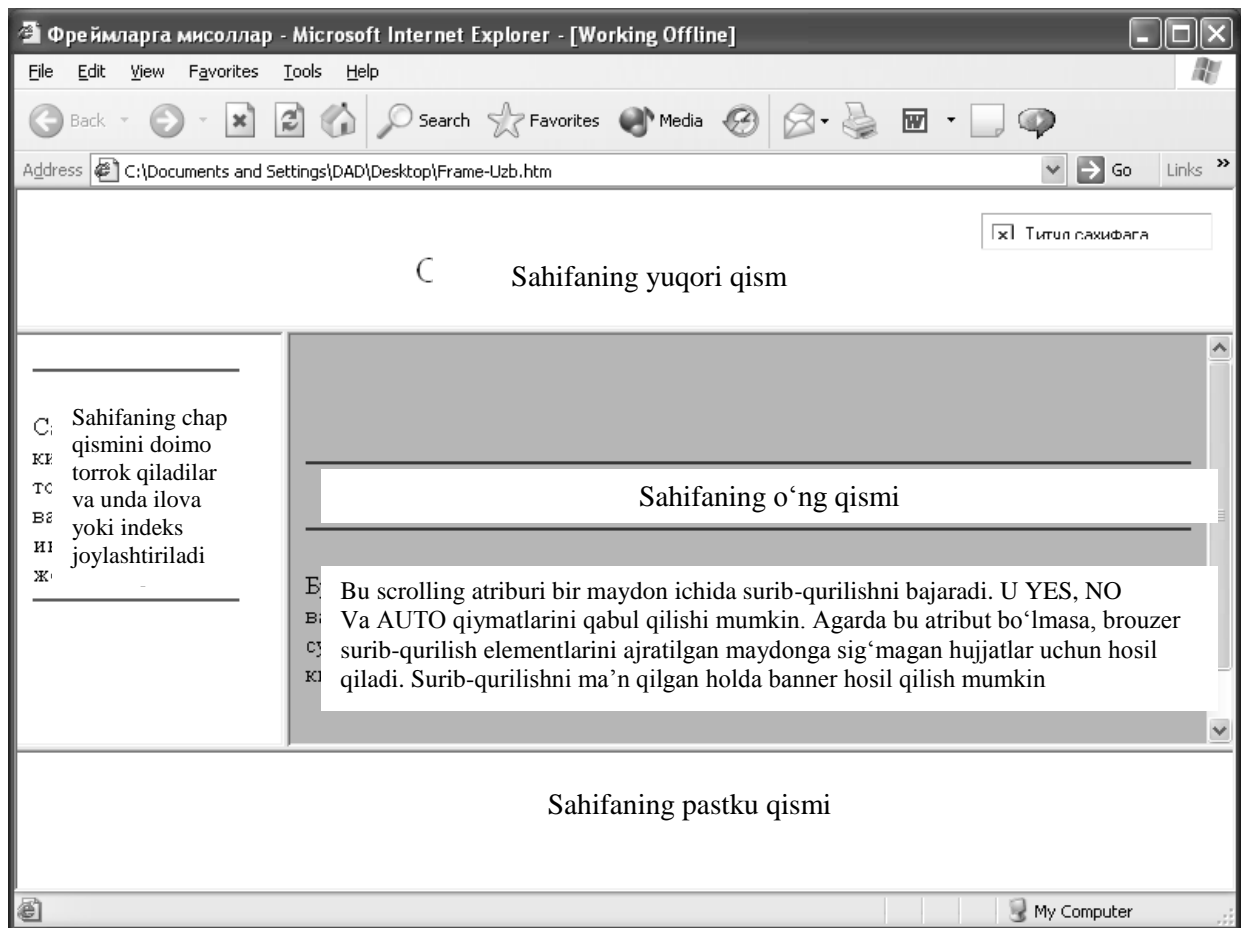 Фреймларга мисоллар - Microsoft Internet Explorer - [Working Offline]
File Edit View Favorites Tools Help
Back Search Favorites Media
Address C:\Documents and Settings\DAD\Desktop\Frame-Uzb.htm Go Links »
Титул сахифага
Sahifaning yuqori qism
Sahifaning chap
qismini doimo
torrok qiladilar
va unda ilova
yoki indeks
joylashtiriladi
Sahifaning o‘ng qismi
Bu scrolling atriburi bir maydon ichida surib-qurilishni bajaradi. U YES, NO
Va AUTO qiymatlarini qabul qilishi mumkin. Agarda bu atribut bo‘lmasa, brouzer
surib-qurilish elementlarini ajratilgan maydonga sig‘magan hujjatlar uchun hosil
qiladi. Surib-qurilishni ma’n qilgan holda banner hosil qilish mumkin
Sahifaning pastku qismi
My Computer